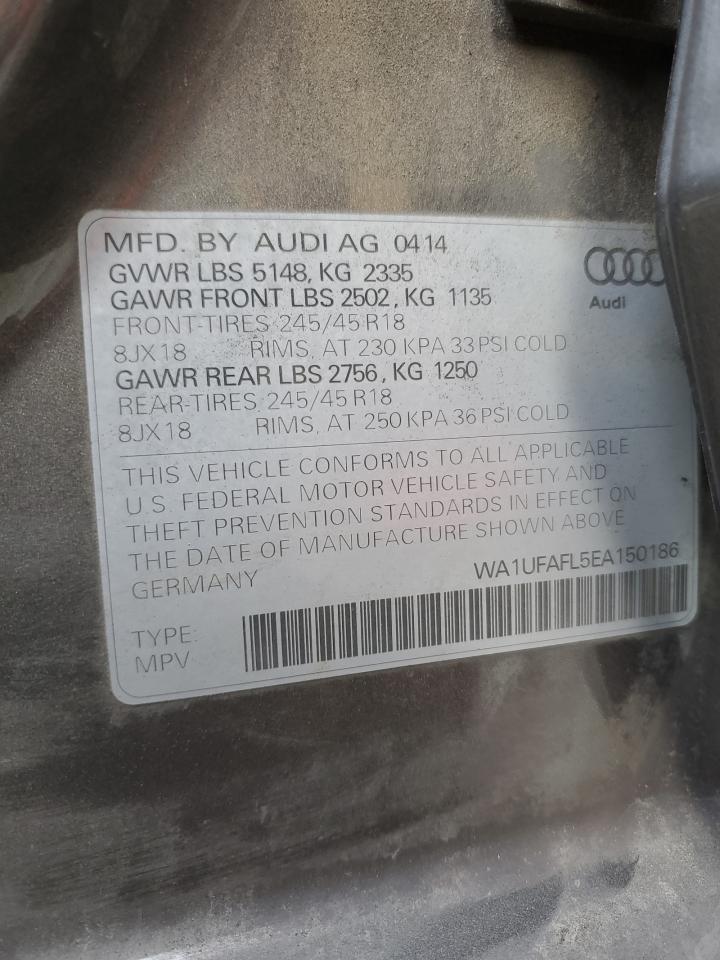 MFD. BY AUDI AG 0414
GVWR LBS 5148, KG 2335
GAWR FRONT LBS 2502, KG 1135
FRONT-TIRES 245/45 R18
8JX18 RIMS, AT 230 KPA 33 PSI COLD
GAWR REAR LBS 2756, KG 1250
REAR-TIRES 245/45 R18
8JX18 RIMS, AT 250 KPA 36 PSI COLD
Audi
THIS VEHICLE CONFORMS TO ALL APPLICABLE
U.S. FEDERAL MOTOR VEHICLE SAFETY AND
THEFT PREVENTION STANDARDS IN EFFECT ON
THE DATE OF MANUFACTURE SHOWN ABOVE
GERMANY WA1UFAFL5EA150186
TYPE:
MPV